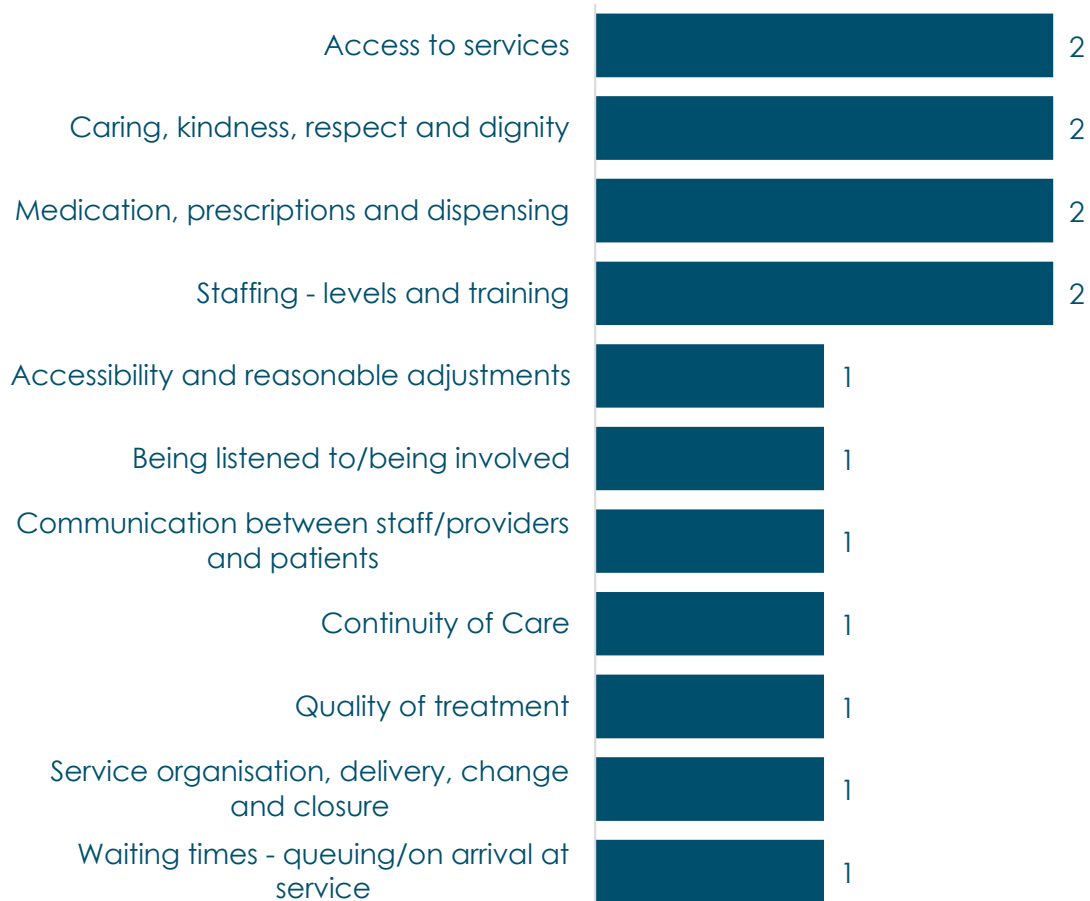 Access to services 2
Caring, kindness, respect and dignity 2
Medication, prescriptions and dispensing 2
Staffing - levels and training 2
Accessibility and reasonable adjustments 1
Being listened to/being involved 1
Communication between staff/providers
and patients 1
Continuity of Care 1
Quality of treatment 1
Service organisation, delivery, change
and closure 1
Waiting times - queuing/on arrival at
service 1